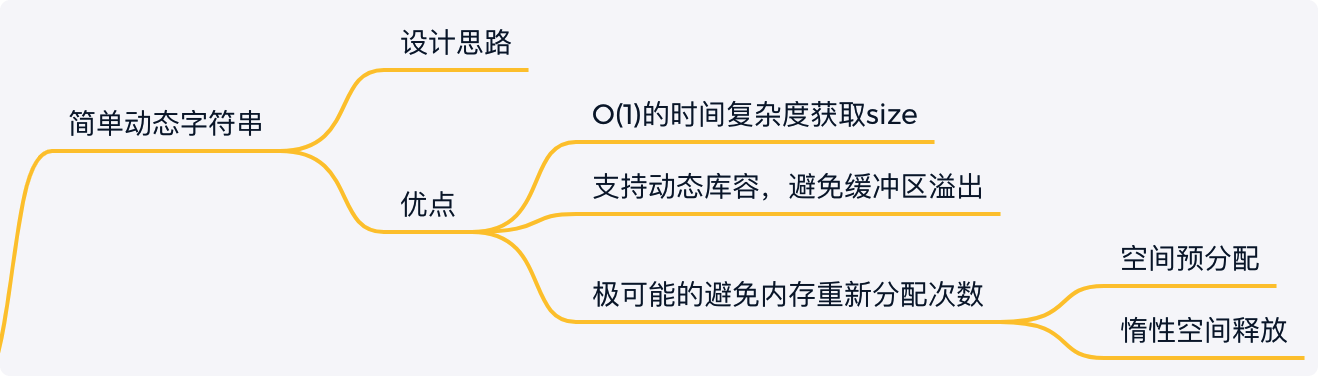 设计思路
简单动态字符串
O(1)的时间复杂度获取size
支持动态库容，避免缓冲区溢出
优点
空间预分配
极可能的避免内存重新分配次数
惰性空间释放